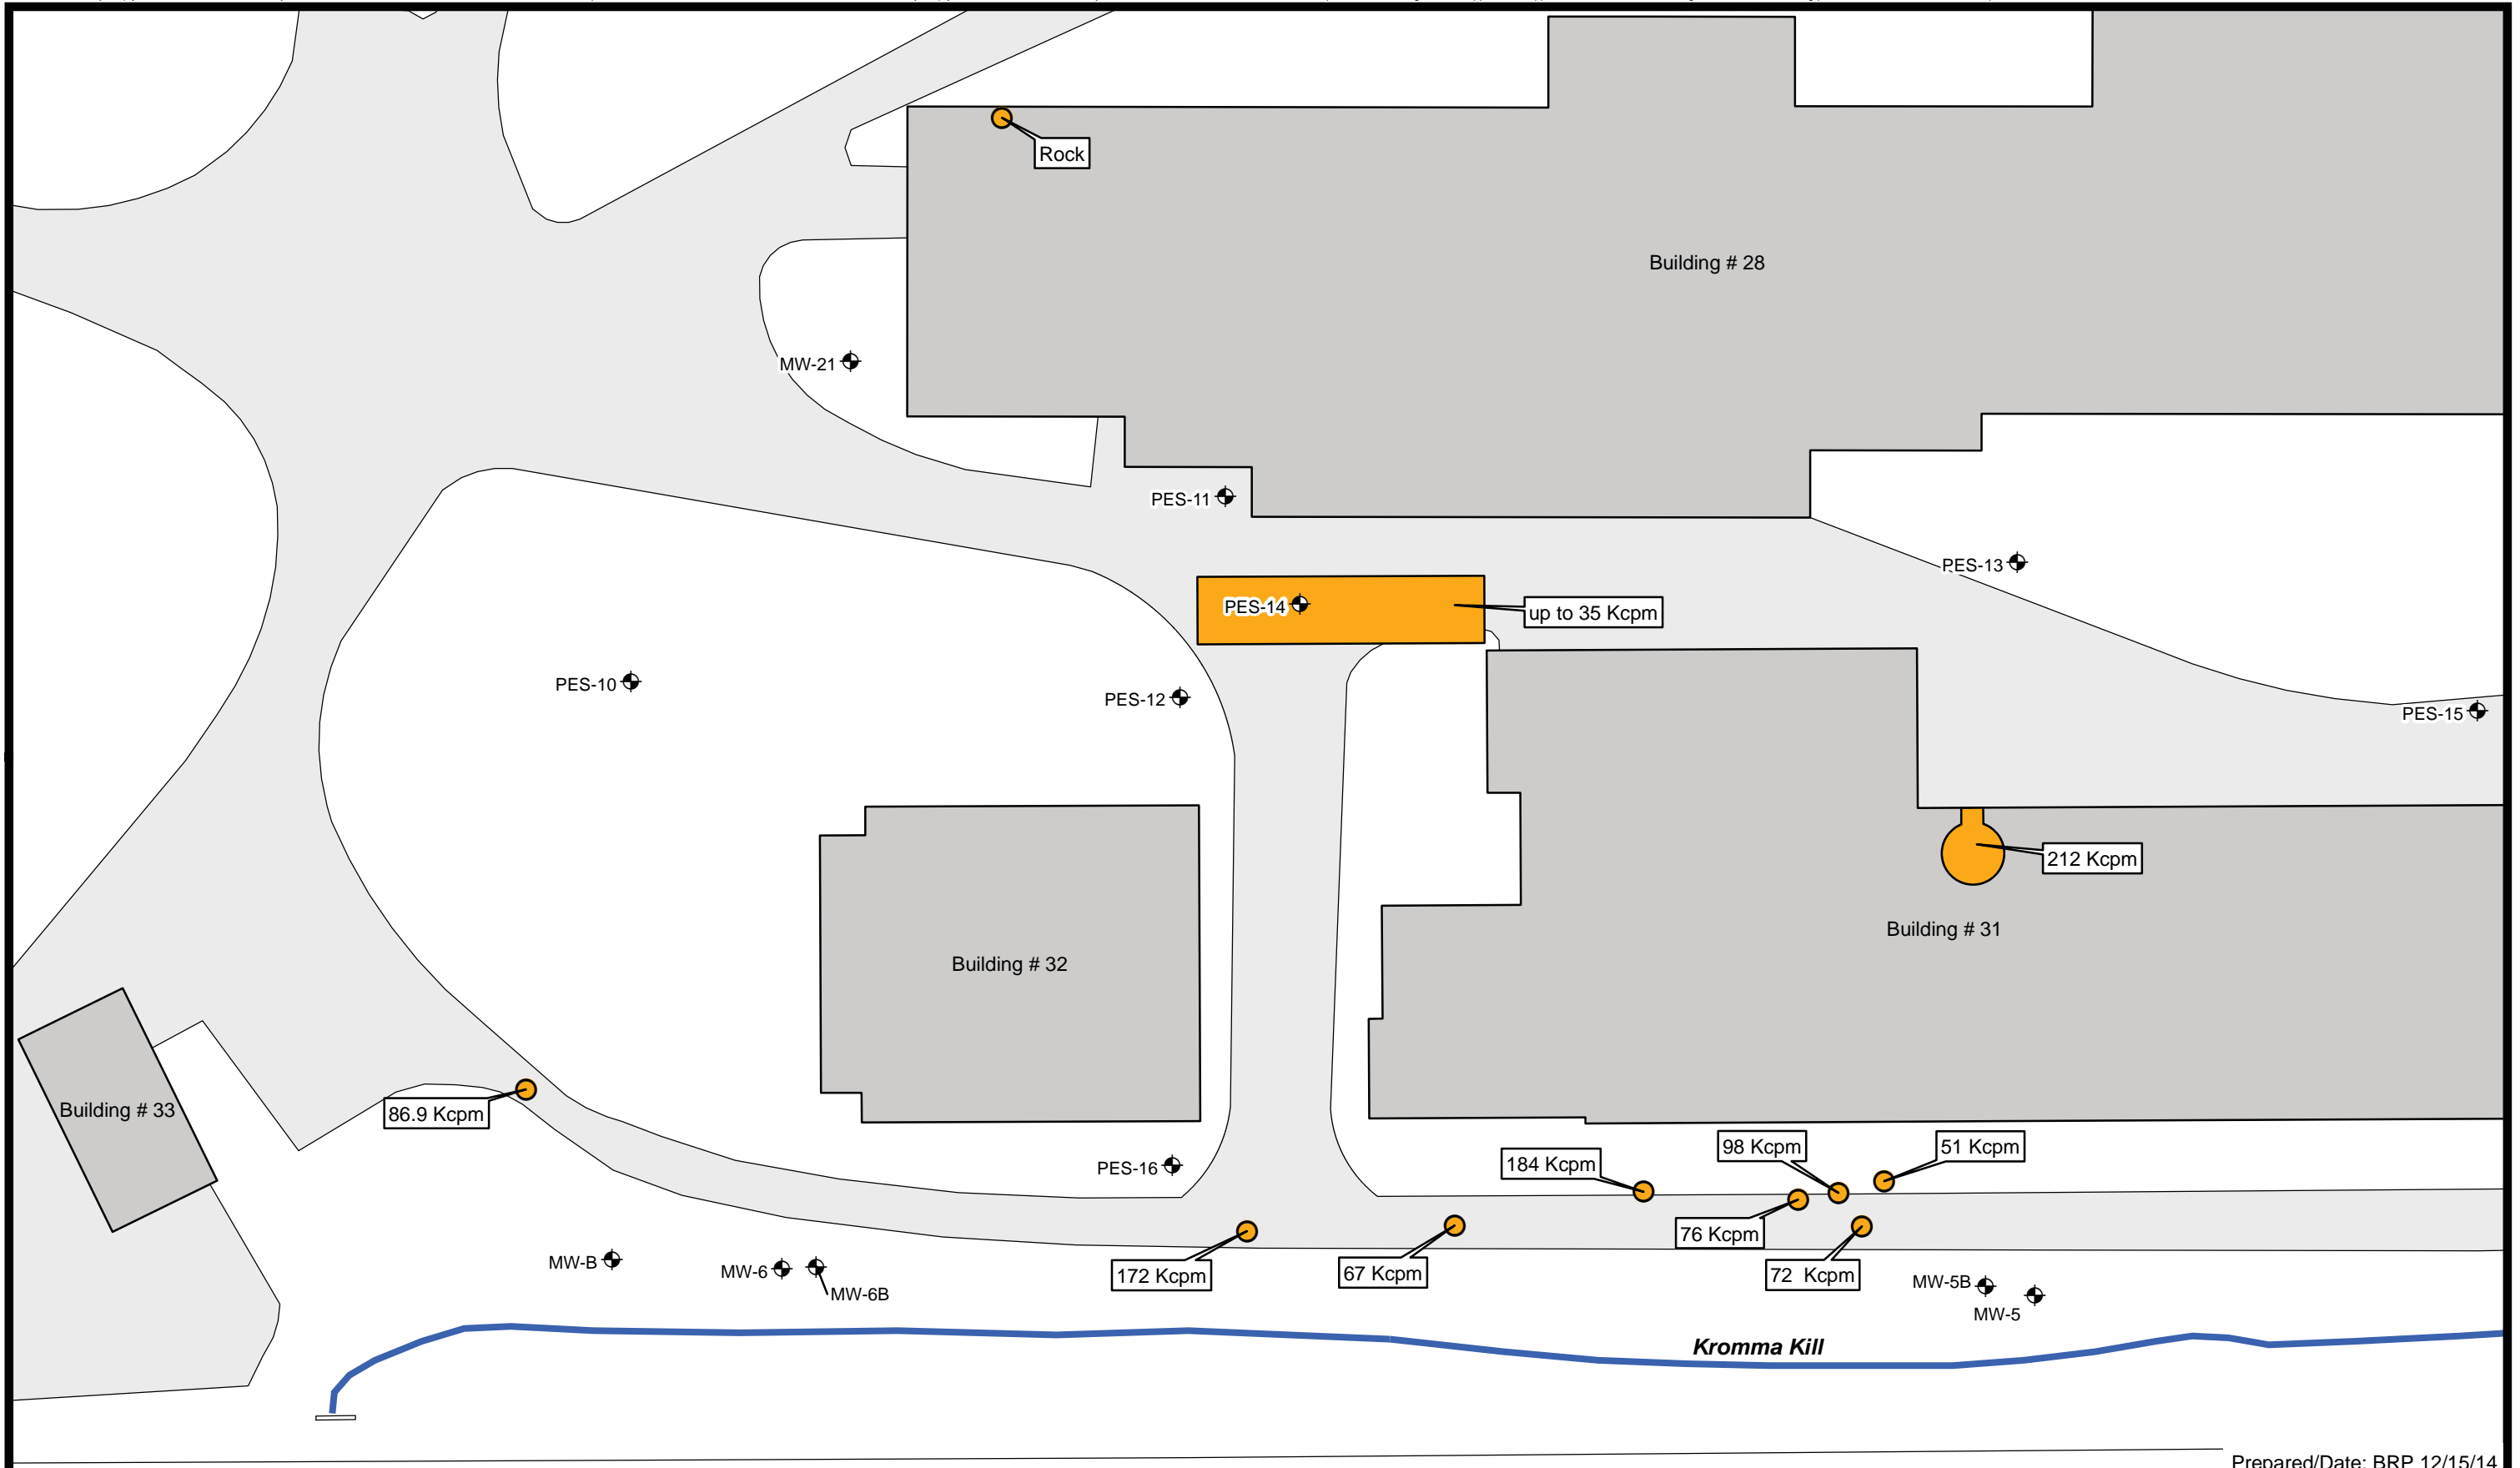 Rock
Building # 28
MW-21
PES-11
PES-13
PES-14
up to 35 Kcpm
PES-10
PES-12
PES-15
212 Kcpm
Building # 31
Building # 32
Building # 33
86.9 Kcpm
98 Kcpm
51 Kcpm
184 Kcpm
PES-16
76 Kcpm
MW-B
MW-6
172 Kcpm
67 Kcpm
72 Kcpm
MW-5B
MW-6B
MW-5
Kromma Kill
Prepared/Date: BRP 12/15/14